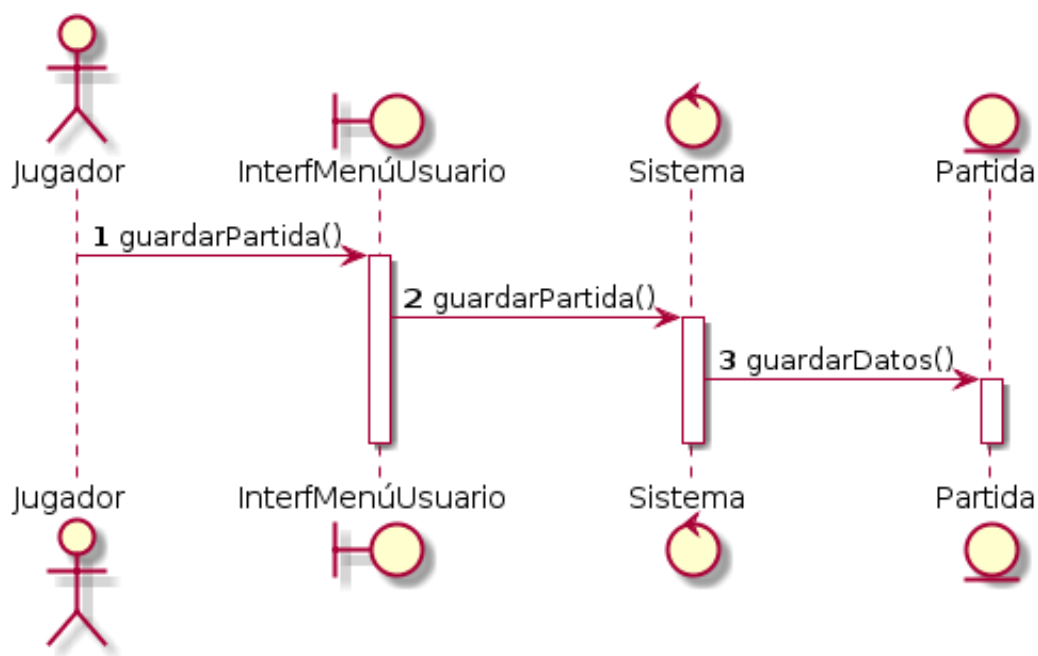 Jugador
InterfMenúUsuario
Sistema
Partida
1 guardarPartida()
2 guardarPartida()
3 guardarDatos()
Jugador
InterfMenúUsuario
Sistema
Partida